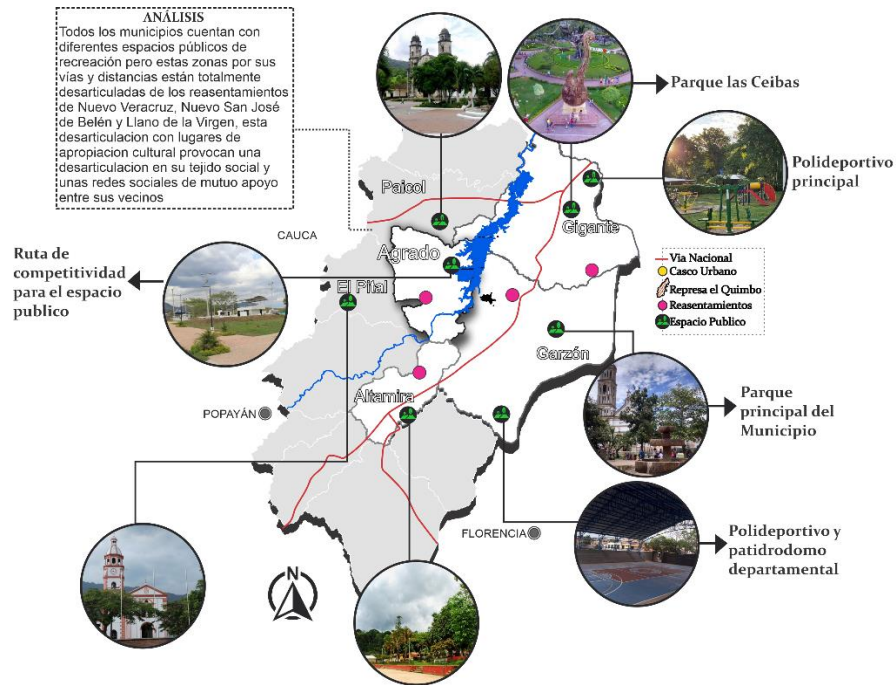 ANÁLISIS
Todos los municipios cuentan con
diferentes espacios públicos de
recreación pero estas zonas por sus
vías y distancias están totalmente
desarticuladas de los reasentamientos
de Nuevo Veracruz, Nuevo San José
de Belén y Llano de la Virgen, esta
desarticulacion con lugares de
apropiacion cultural provocan una
desarticulacion en su tejido social y
unas redes sociales de mutuo apoyo
entre sus vecinos
Parque las Ceibas
Polideportivo
principal
Paicol
Gigante
CAUCA
Agrado
El Pital
Ruta de
competitividad
para el espacio
publico
Via Nacional
Casco Urbano
Represa el Quimbo
Reasentamientos
Espacio Publico
Garzón
Altamira
POPAYÁN
Parque
principal del
Municipio
FLORENCIA
Polideportivo y
patidrodomo
departamental
N